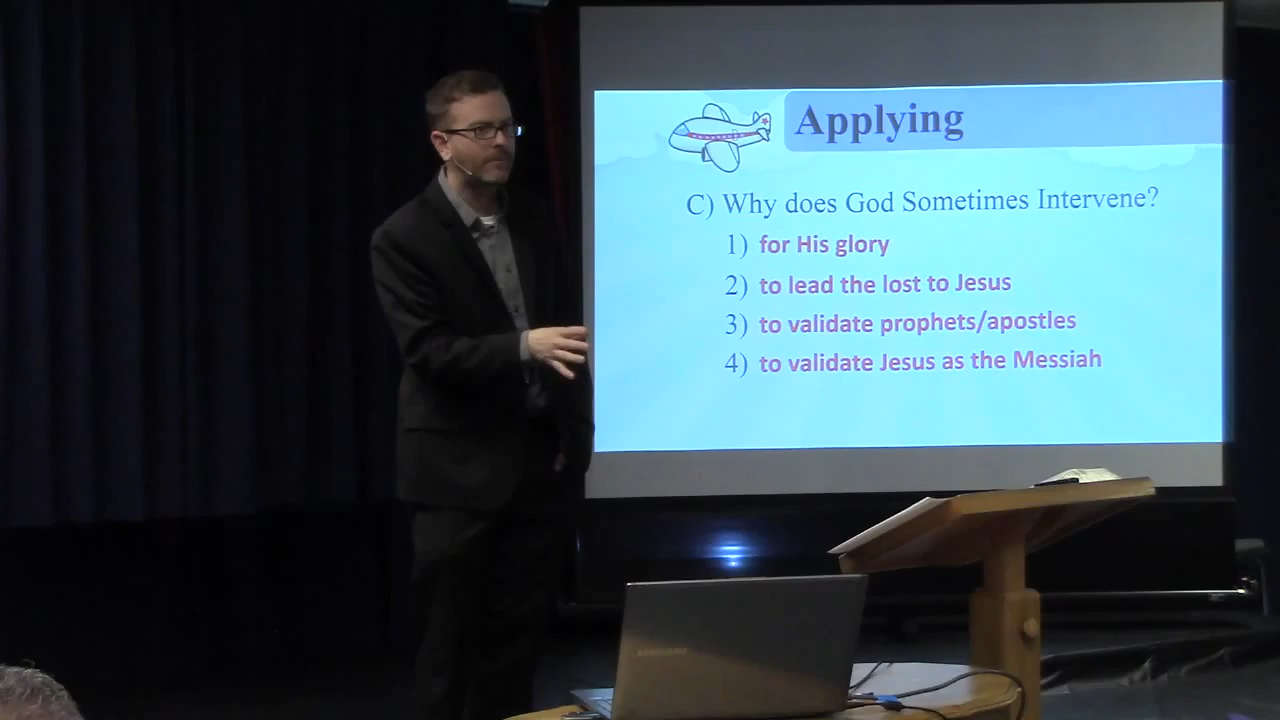 Applying
C) Why does God Sometimes Intervene?
1) for His glory
2) to lead the lost to Jesus
3) to validate prophets/apostles
4) to validate Jesus as the Messiah
SAMSUNG